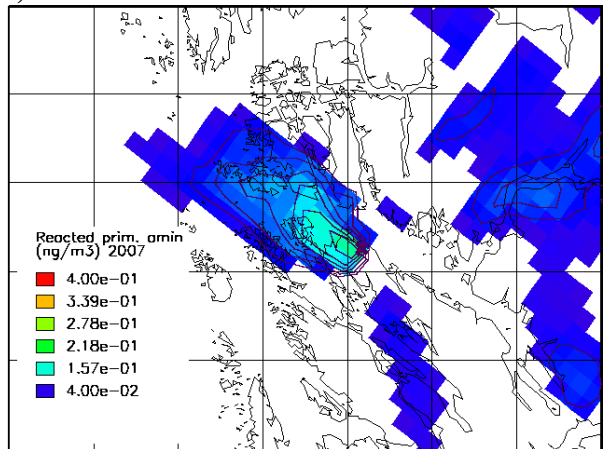 Reacted prim. amin
(ng/m3) 2007
4.00e-01
3.39e-01
2.78e-01
2.18e-01
1.57e-01
4.00e-02